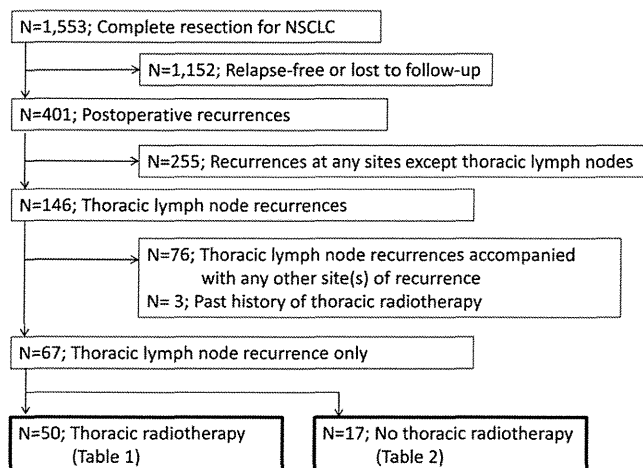 N=1,553; Complete resection for NSCLC
N=1,152; Relapse-free or lost to follow-up
N=401; Postoperative recurrences
N=255; Recurrences at any sites except thoracic lymph nodes
N=146; Thoracic lymph node recurrences
N=76; Thoracic lymph node recurrences accompanied
with any other site(s) of recurrence
N= 3; Past history of thoracic radiotherapy
N=67; Thoracic lymph node recurrence only
N=50; Thoracic radiotherapy
(Table 1)
N=17; No thoracic radiotherapy
(Table 2)